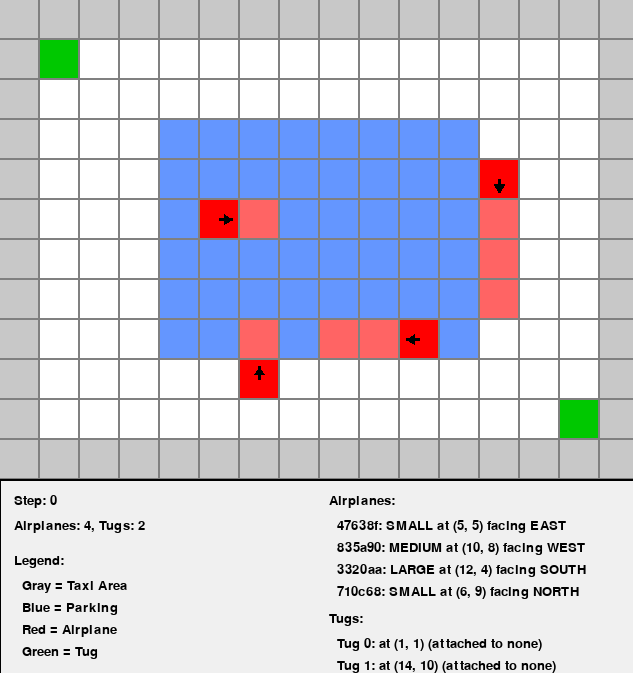 Step: 0
Airplanes: 4, Tugs: 2
Legend:
Gray = Taxi Area
Blue = Parking
Red = Airplane
Green = Tug
Airplanes:
47638f: SMALL at (5, 5) facing EAST
835a90: MEDIUM at (10, 8) facing WEST
3320aa: LARGE at (12, 4) facing SOUTH
710c68: SMALL at (6, 9) facing NORTH
Tugs:
Tug 0: at (1, 1) (attached to none)
Tug 1: at (14, 10) (attached to none)